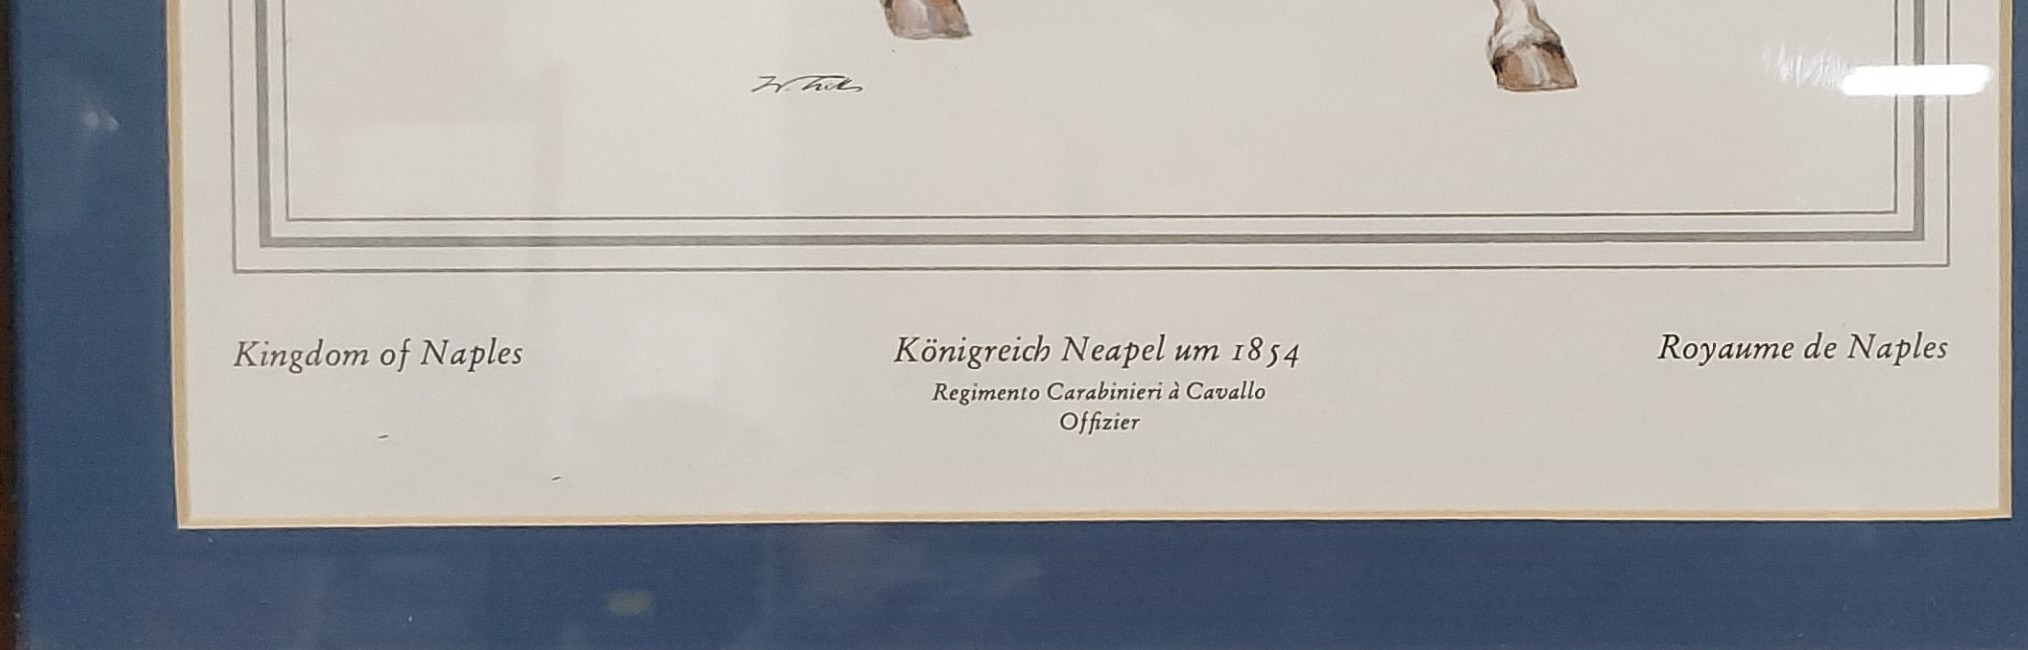 Kingdom of Naples
Königreich Neapel um 1854
Royaume de Naples
Regimento Carabinieri à Cavallo
Offizier